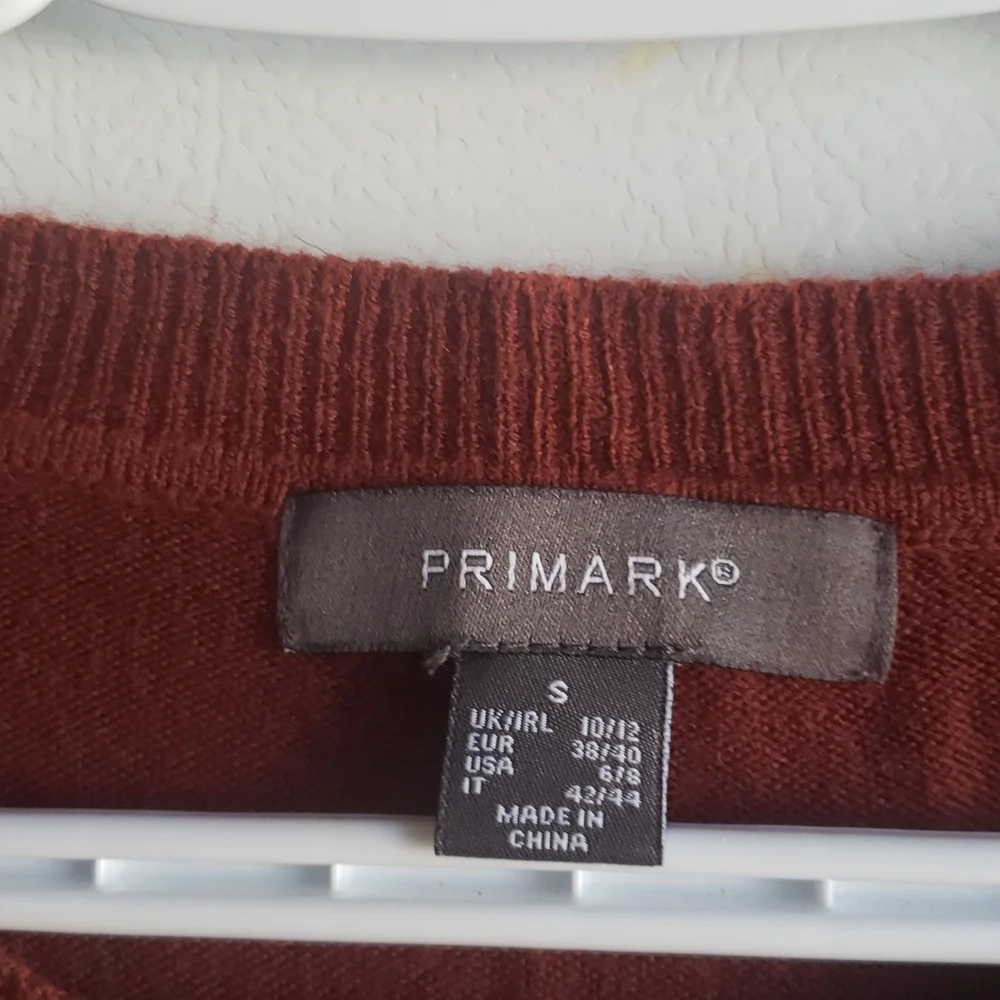 PRIMARK®
S
UK/IRL 10/12
EUR 38/40
USA 6/8
IT 42/44
MADE IN
CHINA